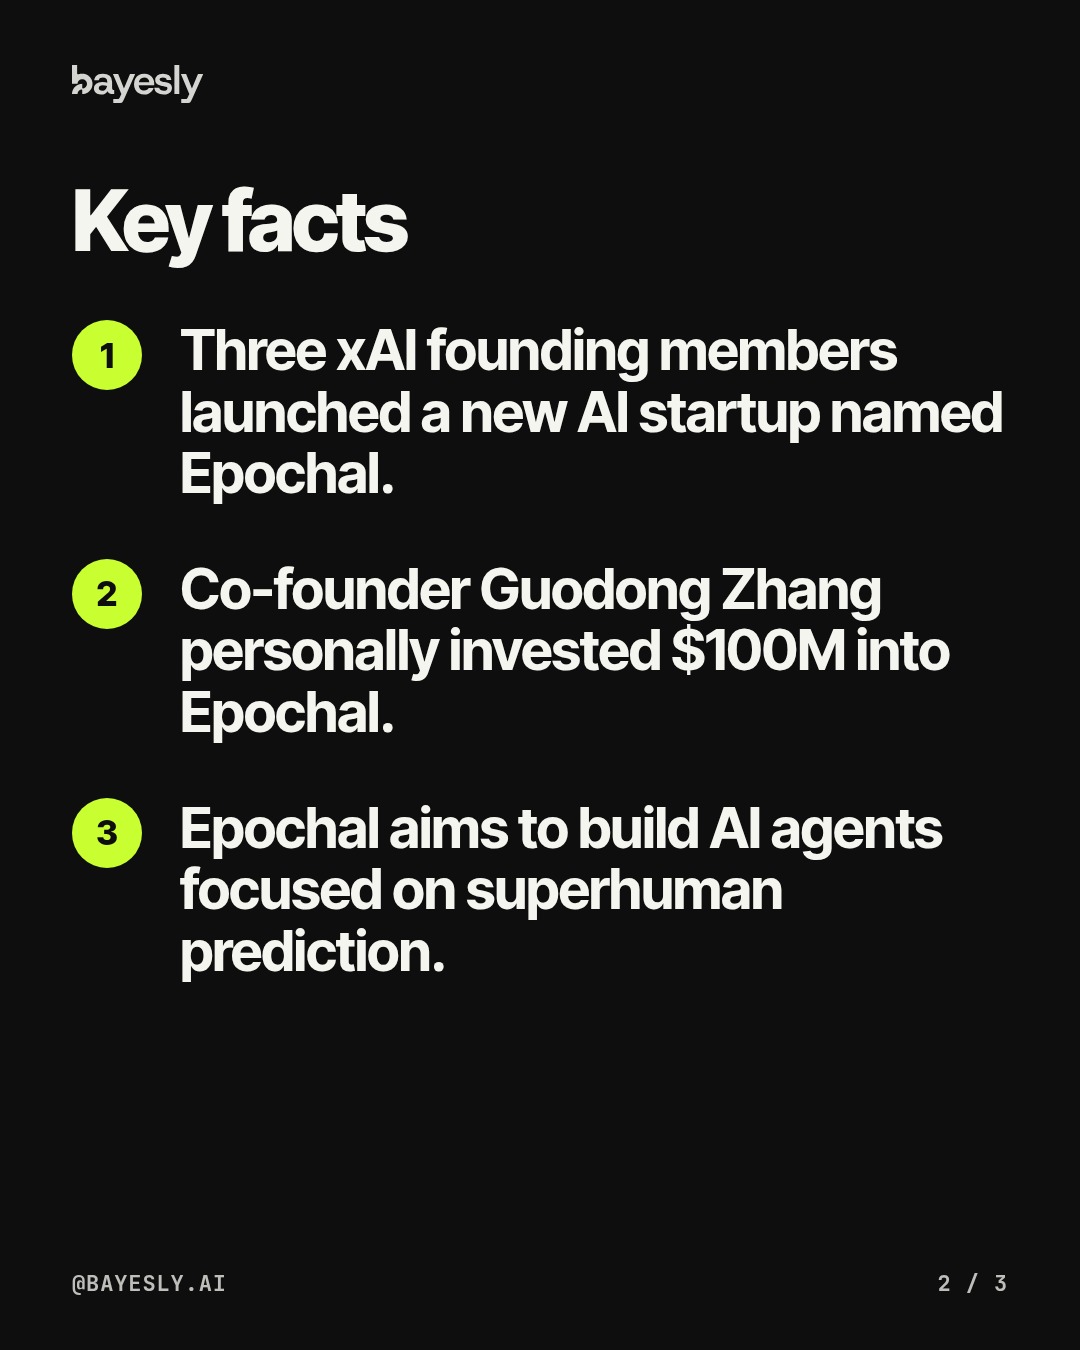 bayesly
Key facts
1
Three xAI founding members
launched a new AI startup named
Epochal.
2
Co-founder Guodong Zhang
personally invested $100M into
Epochal.
3
Epochal aims to build AI agents
focused on superhuman
prediction.
@BAYESLY.AI
2 / 3